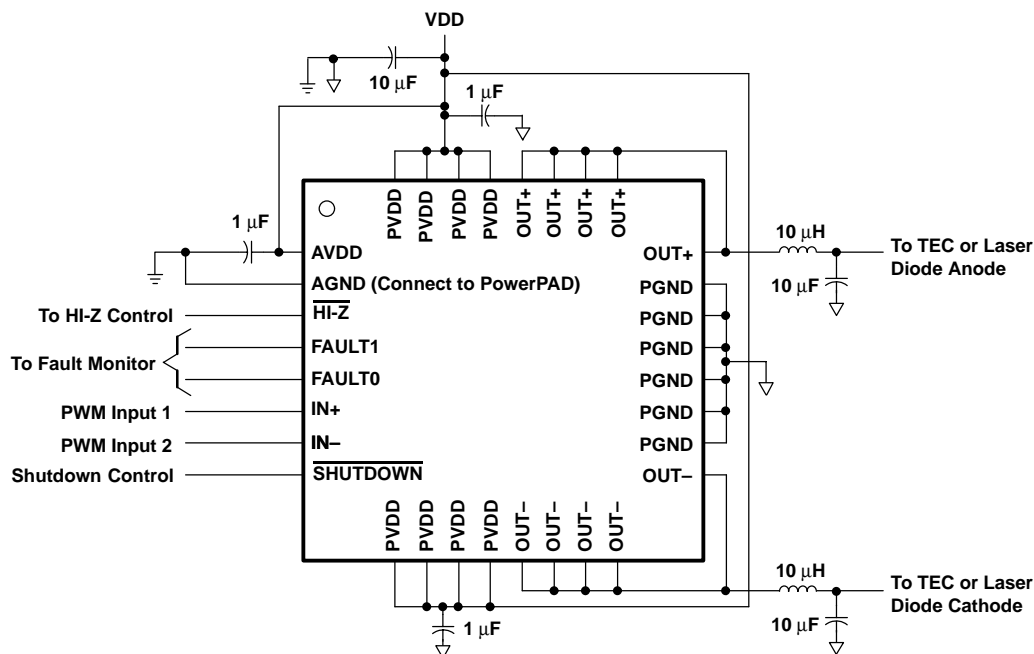 VDD
10 μF
1 μF
PVDD
PVDD
PVDD
PVDD
OUT+
OUT+
OUT+
OUT+
1 μF
AVDD
AGND (Connect to PowerPAD)
HI-Z
FAULT1
FAULT0
IN+
IN–
SHUTDOWN
To HI-Z Control
To Fault Monitor
PWM Input 1
PWM Input 2
Shutdown Control
OUT+
PGND
PGND
PGND
PGND
PGND
PGND
OUT–
10 μH
10 μF
To TEC or Laser
Diode Anode
PVDD
PVDD
PVDD
PVDD
OUT–
OUT–
OUT–
OUT–
1 μF
10 μH
10 μF
To TEC or Laser
Diode Cathode